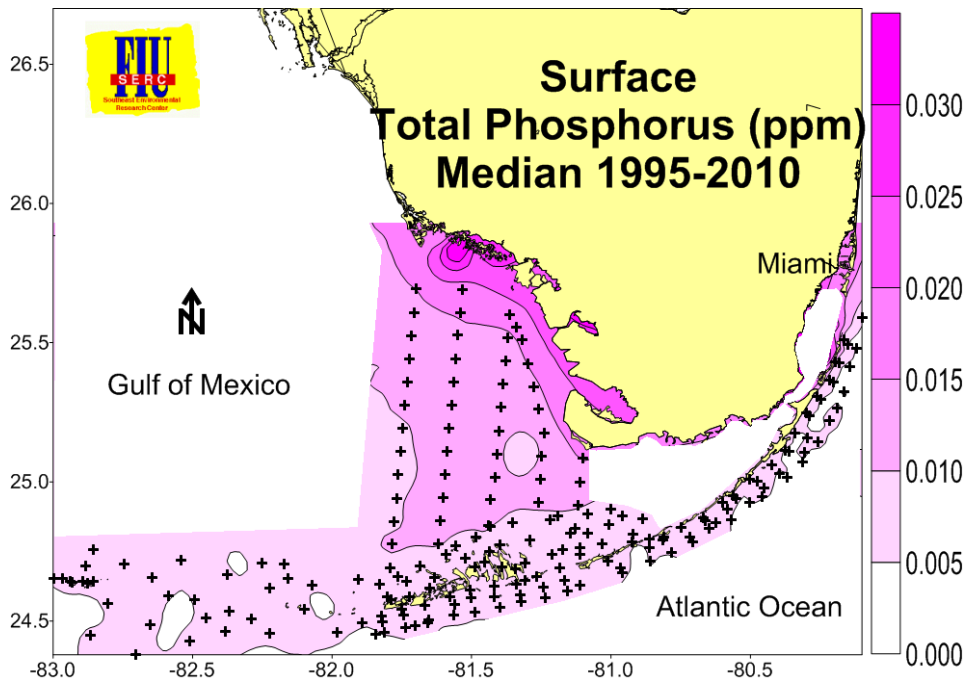 FIU
SERC
Southeast Environmental
Research Center
Surface
Total Phosphorus (ppm)
Median 1995-2010
26.5
26.0
25.5
25.0
24.5
Miami
N
Gulf of Mexico
Atlantic Ocean
-83.0 -82.5 -82.0 -81.5 -81.0 -80.5
0.030
0.025
0.020
0.015
0.010
0.005
0.000